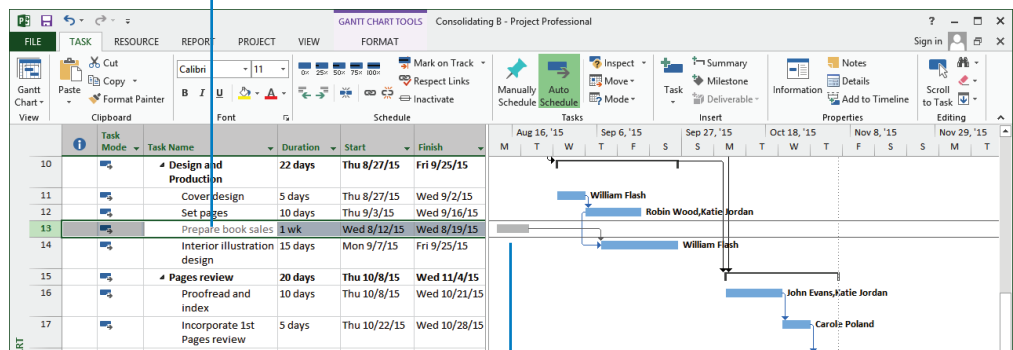 GANTT CHART TOOLS Consolidating B - Project Professional
FILE TASK RESOURCE REPORT PROJECT VIEW FORMAT Sign in
Gantt Chart
View
Paste
Cut
Copy
Format Painter
Clipboard
Calibri 11
B I U A
Font
0× 25× 50× 75× 100×
Mark on Track
Respect Links
Inactivate
Schedule
Manually Schedule
Auto Schedule
Inspect
Move
Mode
Tasks
Task
Summary
Milestone
Deliverable
Insert
Information
Notes
Details
Add to Timeline
Properties
Scroll to Task
Editing
Task Mode Task Name Duration Start Finish
Aug 16, '15 Sep 6, '15 Sep 27, '15 Oct 18, '15 Nov 8, '15 Nov 29, '15
M T W T F S S M T W T F S S M T
10 Design and Production 22 days Thu 8/27/15 Fri 9/25/15
11 Cover design 5 days Thu 8/27/15 Wed 9/2/15 William Flash
12 Set pages 10 days Thu 9/3/15 Wed 9/16/15 Robin Wood,Katie Jordan
13 Prepare book sales 1 wk Wed 8/12/15 Wed 8/19/15
14 Interior illustration design 15 days Mon 9/7/15 Fri 9/25/15 William Flash
15 Pages review 20 days Thu 10/8/15 Wed 11/4/15
16 Proofread and index 10 days Thu 10/8/15 Wed 10/21/15 John Evans,Katie Jordan
17 Incorporate 1st Pages review 5 days Thu 10/22/15 Wed 10/28/15 Carole Poland